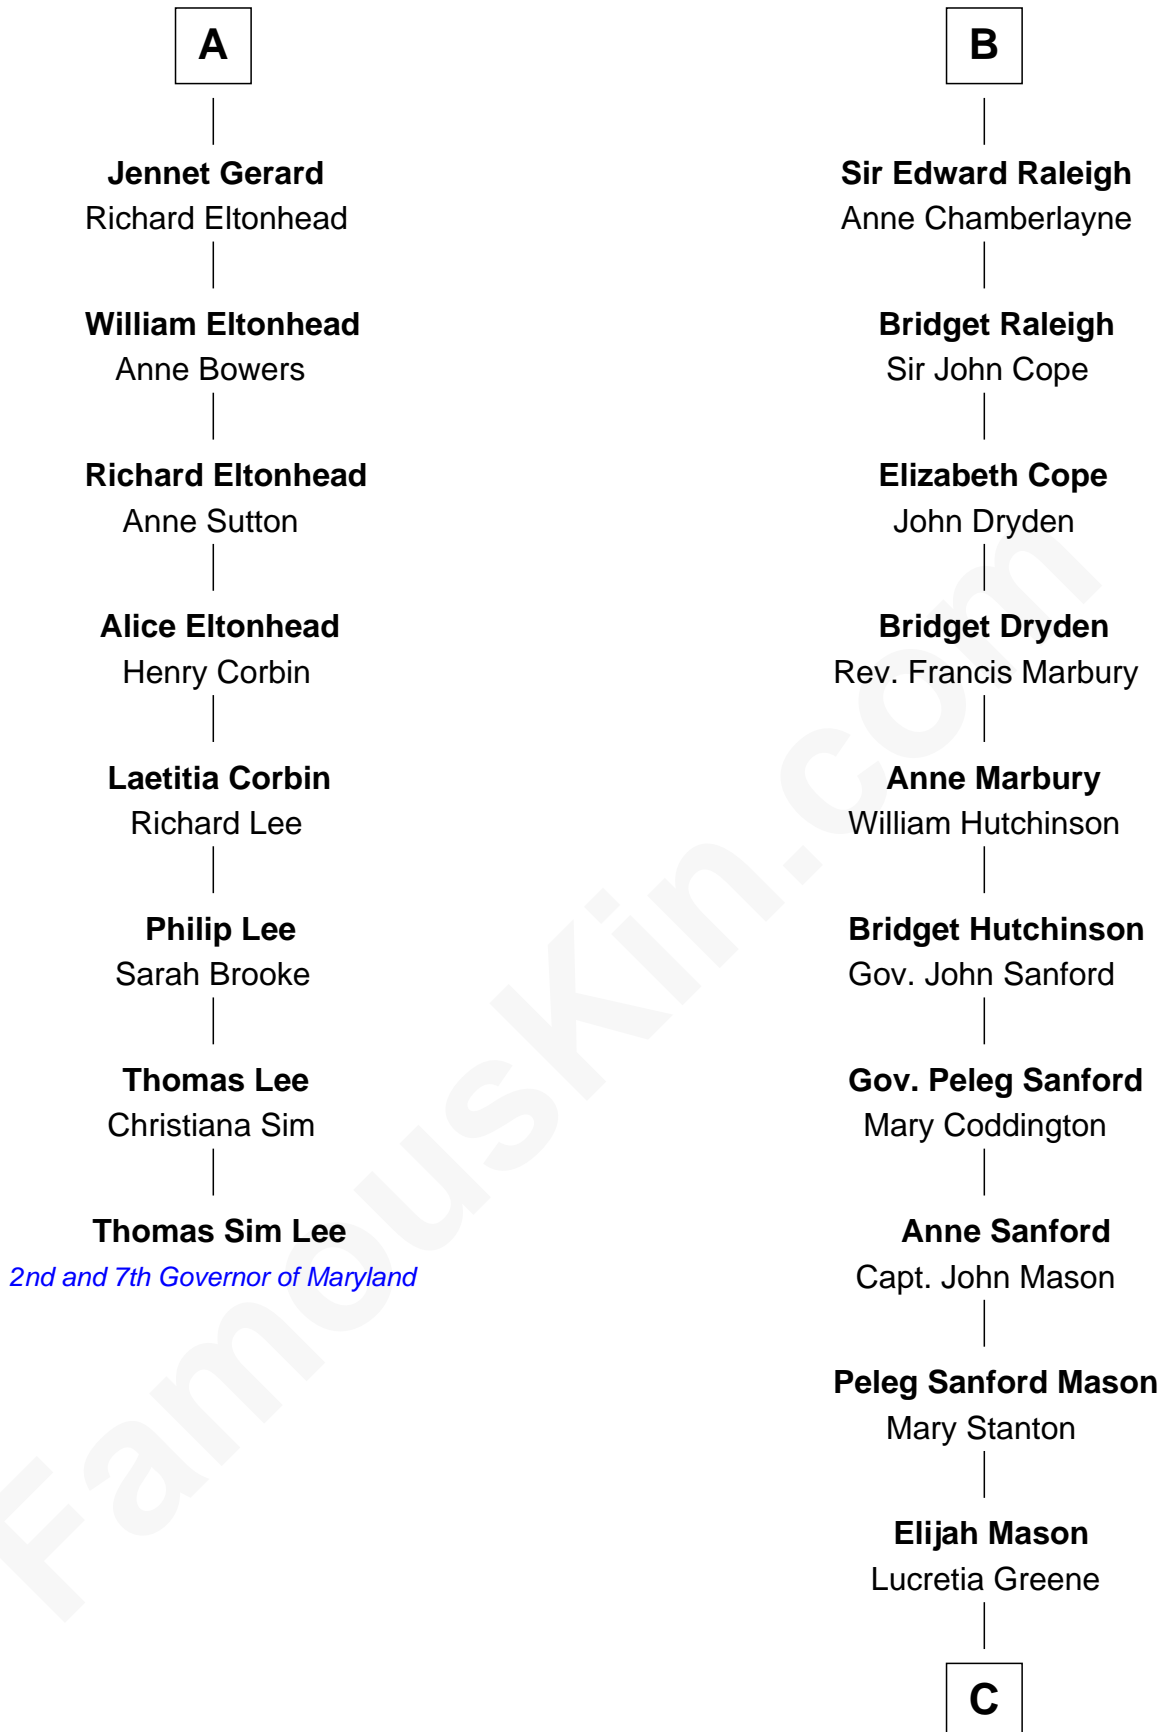 A
Jennet Gerard
Richard Eltonhead
William Eltonhead
Anne Bowers
Richard Eltonhead
Anne Sutton
Alice Eltonhead
Henry Corbin
Laetitia Corbin
Richard Lee
Philip Lee
Sarah Brooke
Thomas Lee
Christiana Sim
Thomas Sim Lee
2nd and 7th Governor of Maryland
B
Sir Edward Raleigh
Anne Chamberlayne
Bridget Raleigh
Sir John Cope
Elizabeth Cope
John Dryden
Bridget Dryden
Rev. Francis Marbury
Anne Marbury
William Hutchinson
Bridget Hutchinson
Gov. John Sanford
Gov. Peleg Sanford
Mary Coddington
Anne Sanford
Capt. John Mason
Peleg Sanford Mason
Mary Stanton
Elijah Mason
Lucretia Greene
C
FamousKin.com